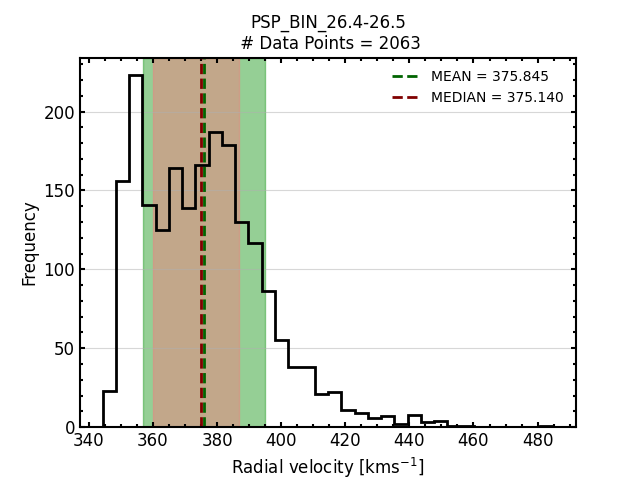 PSP_BIN_26.4-26.5
# Data Points = 2063
MEAN = 375.845
MEDIAN = 375.140
Frequency
200
150
100
50
0
340 360 380 400 420 440 460 480
Radial velocity [kms⁻¹]